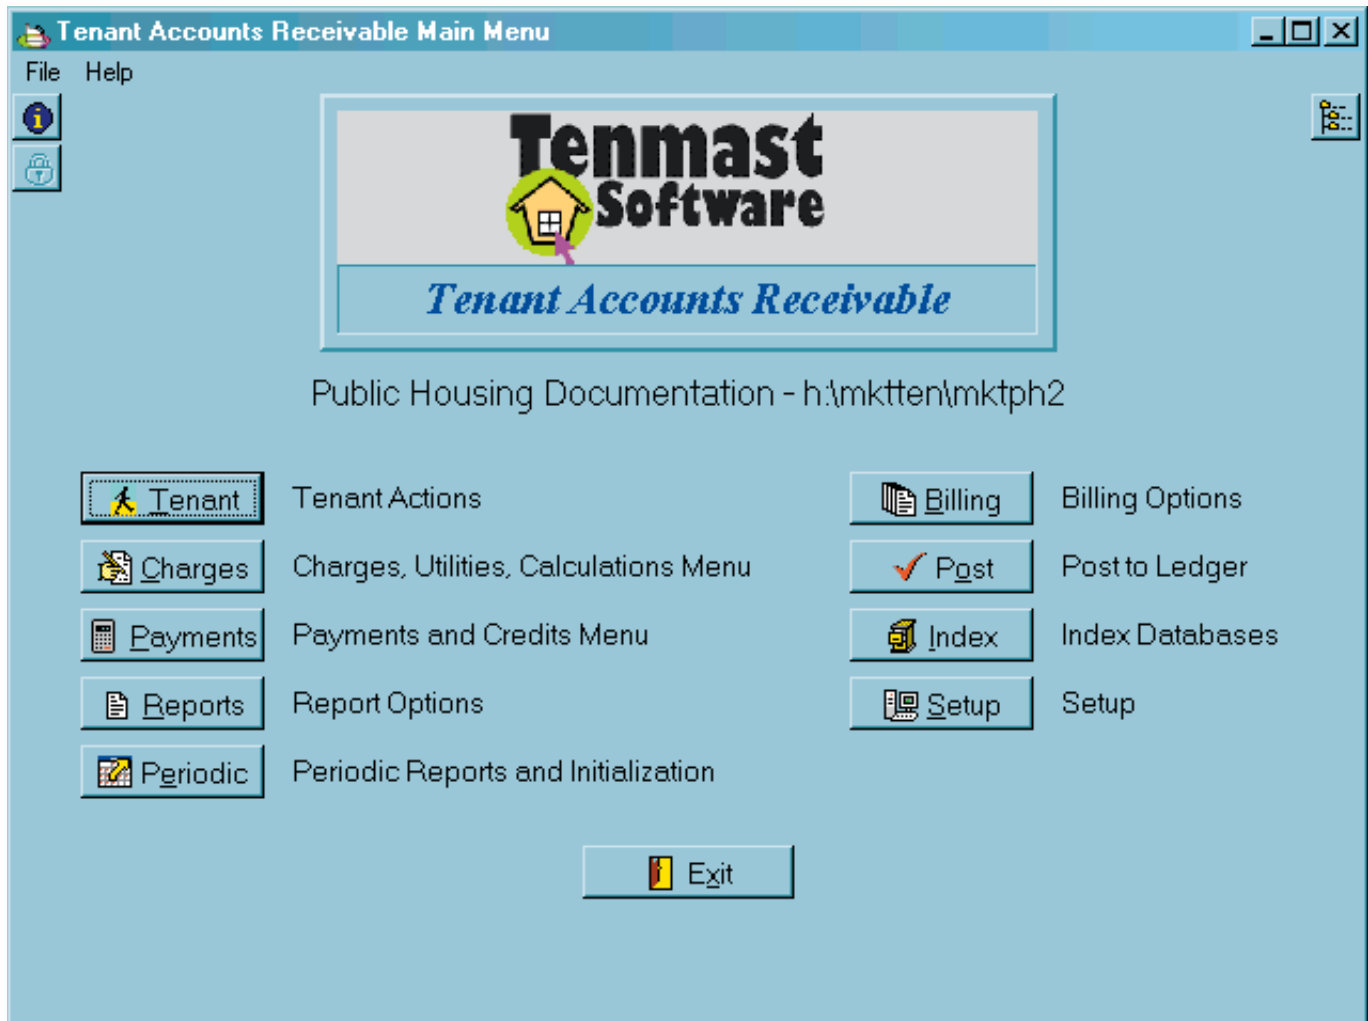 Tenant Accounts Receivable Main Menu
File Help
Tenmast
Software
Tenant Accounts Receivable
Public Housing Documentation - h:\mktten\mktph2
Tenant Tenant Actions
Charges Charges, Utilities, Calculations Menu
Payments Payments and Credits Menu
Reports Report Options
Periodic Periodic Reports and Initialization
Billing Billing Options
Post Post to Ledger
Index Index Databases
Setup Setup
Exit